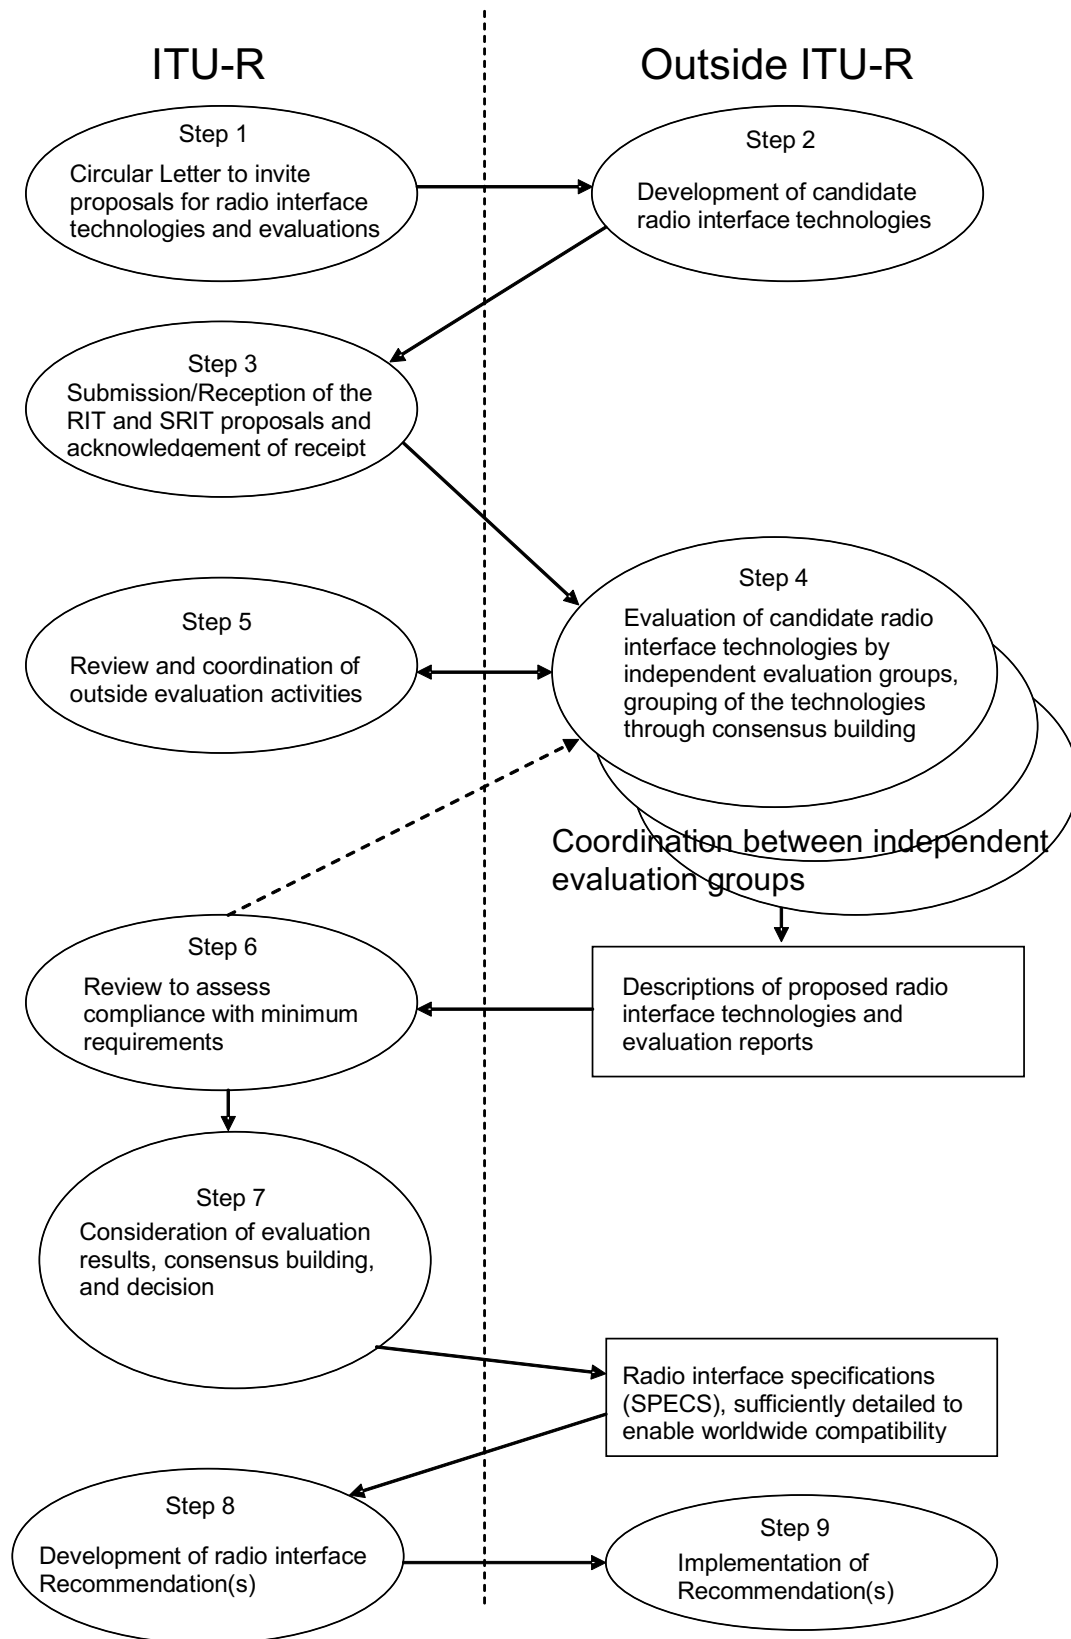 ITU-R
Outside ITU-R
Step 1
Circular Letter to invite
proposals for radio interface
technologies and evaluations
Step 2
Development of candidate
radio interface technologies
Step 3
Submission/Reception of the
RIT and SRIT proposals and
acknowledgement of receipt
Step 4
Evaluation of candidate radio
interface technologies by
independent evaluation groups,
grouping of the technologies
through consensus building
Step 5
Review and coordination of
outside evaluation activities
Coordination between independent
evaluation groups
Step 6
Review to assess
compliance with minimum
requirements
Descriptions of proposed radio
interface technologies and
evaluation reports
Step 7
Consideration of evaluation
results, consensus building,
and decision
Radio interface specifications
(SPECS), sufficiently detailed to
enable worldwide compatibility
Step 8
Development of radio interface
Recommendation(s)
Step 9
Implementation of
Recommendation(s)